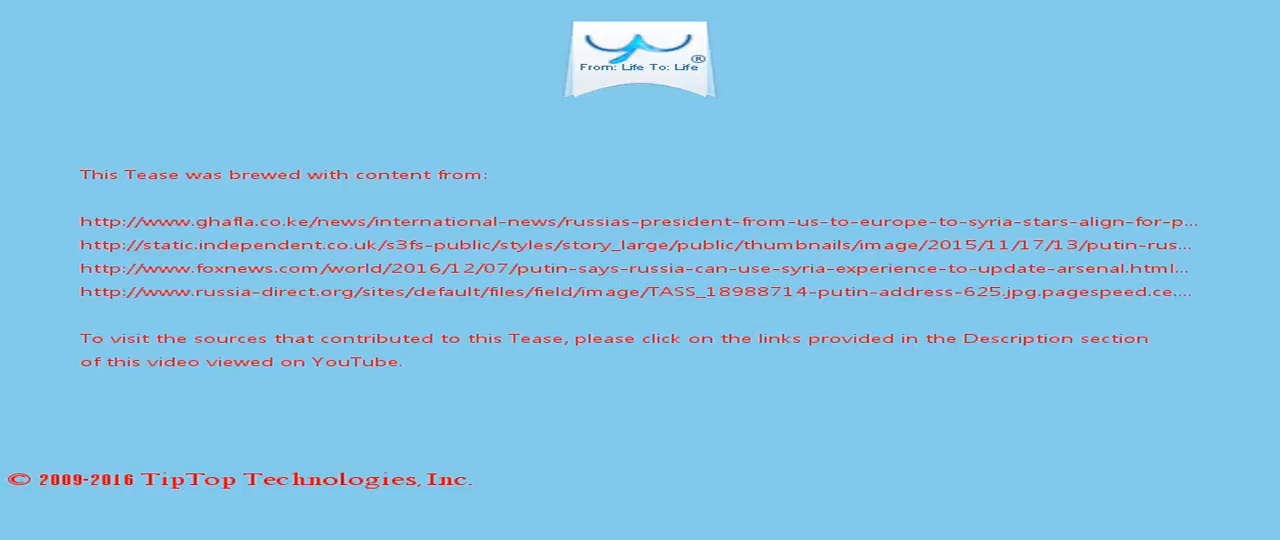 From: Life To: Life®
This Tease was brewed with content from:
http://www.ghafla.co.ke/news/international-news/russias-president-from-us-to-europe-to-syria-stars-align-for-p...
http://static.independent.co.uk/s3fs-public/styles/story_large/public/thumbnails/image/2015/11/17/13/putin-rus...
http://www.foxnews.com/world/2016/12/07/putin-says-russia-can-use-syria-experience-to-update-arsenal.html...
http://www.russia-direct.org/sites/default/files/field/image/TASS_18988714-putin-address-625.jpg.pagespeed.ce....
To visit the sources that contributed to this Tease, please click on the links provided in the Description section
of this video viewed on YouTube.
© 2009-2016 TipTop Technologies, Inc.